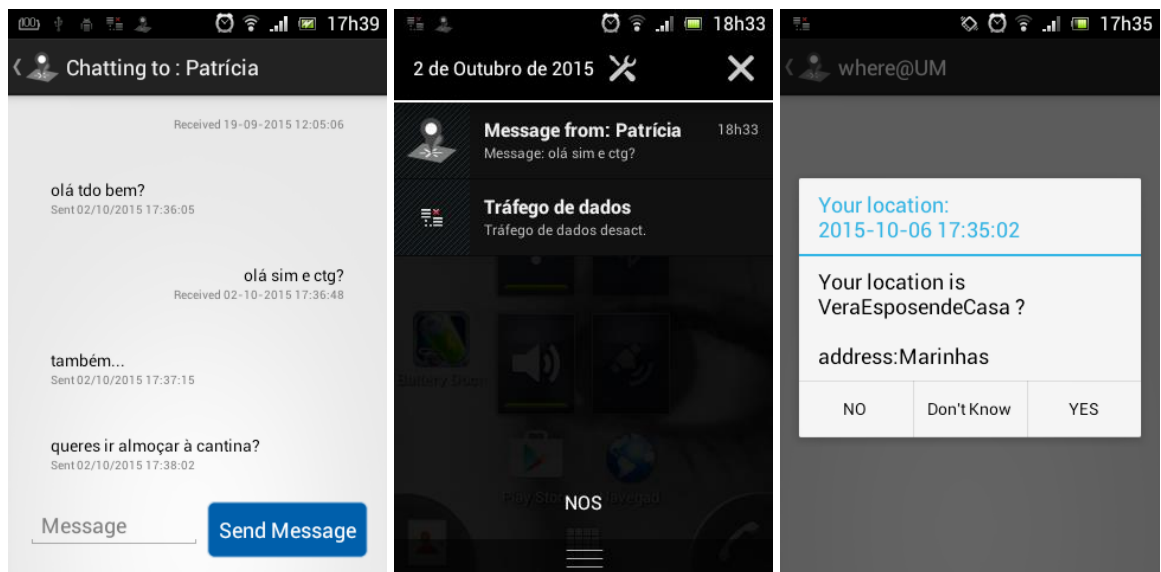 100%
17h39
Chatting to : Patrícia
Received 19-09-2015 12:05:06
olá tdo bem?
Sent 02/10/2015 17:36:05
olá sim e ctg?
Received 02-10-2015 17:36:48
também...
Sent 02/10/2015 17:37:15
queres ir almoçar à cantina?
Sent 02/10/2015 17:38:02
Message
Send Message
18h33
2 de Outubro de 2015
Message from: Patrícia
18h33
Message: olá sim e ctg?
Tráfego de dados
Tráfego de dados desact.
Play Store
NOS
17h35
where@UM
Your location:
2015-10-06 17:35:02
Your location is
VeraEsposendeCasa ?
address:Marinhas
NO
Don't Know
YES